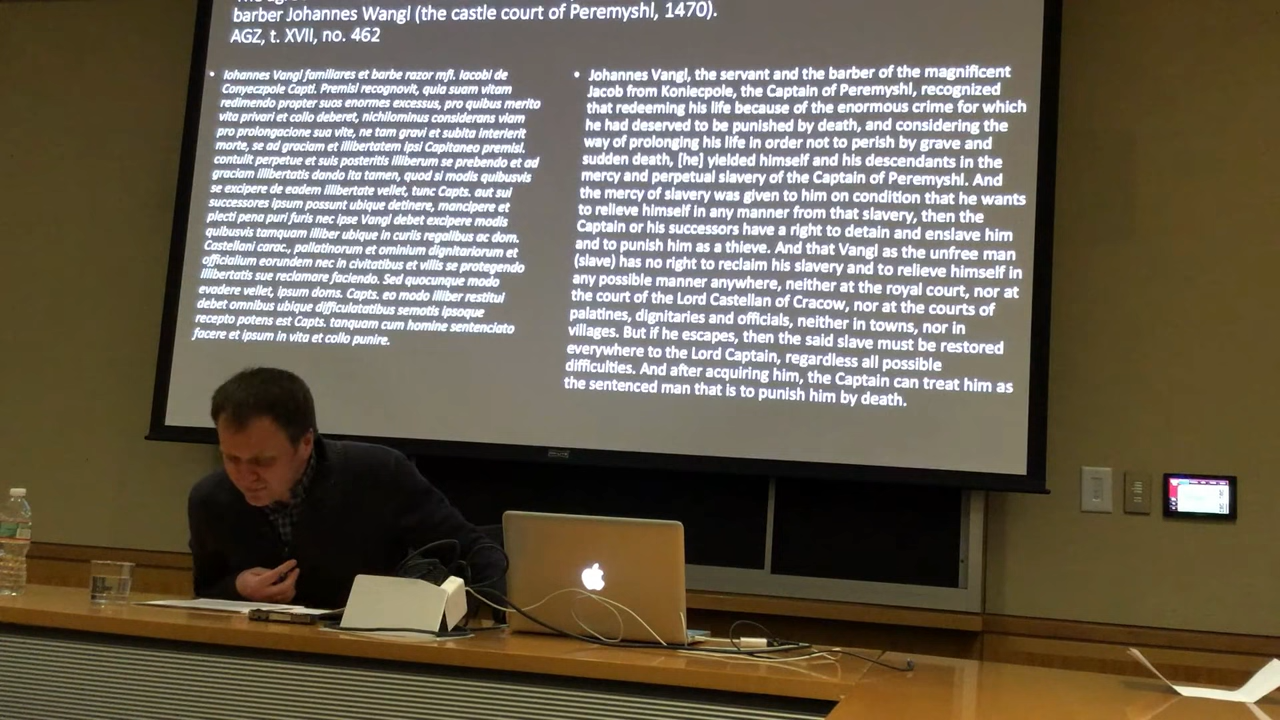 barber Johannes Wangl (the castle court of Peremyshl, 1470).
AGZ, t. XVII, no. 462
• Iohannes Vangl familiares et barbe razor mfi. Iacobi de
Conyeczpole Capti. Premisl recognovit, quia suam vitam
redimendo propter suas enormes excessus, pro quibus merito
vita privari et collo deberet, nichilominus considerans viam
pro prolongacione sua vite, ne tam gravi et subita interierit
morte, se ad graciam et illibertatem ipsi Capitaneo premisl.
contulit perpetue et suis posteritis illiberum se prebendo et ad
graciam illibertatis dando ita tamen, quod si modis quibusvis
se excipere de eadem illibertate vellet, tunc Capts. aut sui
successores ipsum possunt ubique detinere, mancipere et
plecti pena puri furis nec ipse Vangl debet excipere modis
quibusvis tamquam illiber ubique in curiis regalibus ac dom.
Castellani carac., pallatinorum et ominium dignitariorum et
officialium eorundem nec in civitatibus et villis se protegendo
illibertatis sue reclamare faciendo. Sed quocunque modo
evadere vellet, ipsum doms. Capts. eo modo illiber restitui
debet omnibus ubique difficulatatibus semotis ipsoque
recepto potens est Capts. tanquam cum homine sentenciato
facere et ipsum in vita et collo punire.
• Johannes Vangl, the servant and the barber of the magnificent
Jacob from Koniecpole, the Captain of Peremyshl, recognized
that redeeming his life because of the enormous crime for which
he had deserved to be punished by death, and considering the
way of prolonging his life in order not to perish by grave and
sudden death, [he] yielded himself and his descendants in the
mercy and perpetual slavery of the Captain of Peremyshl. And
the mercy of slavery was given to him on condition that he wants
to relieve himself in any manner from that slavery, then the
Captain or his successors have a right to detain and enslave him
and to punish him as a thieve. And that Vangl as the unfree man
(slave) has no right to reclaim his slavery and to relieve himself in
any possible manner anywhere, neither at the royal court, nor at
the court of the Lord Castellan of Cracow, nor at the courts of
palatines, dignitaries and officials, neither in towns, nor in
villages. But if he escapes, then the said slave must be restored
everywhere to the Lord Captain, regardless all possible
difficulties. And after acquiring him, the Captain can treat him as
the sentenced man that is to punish him by death.